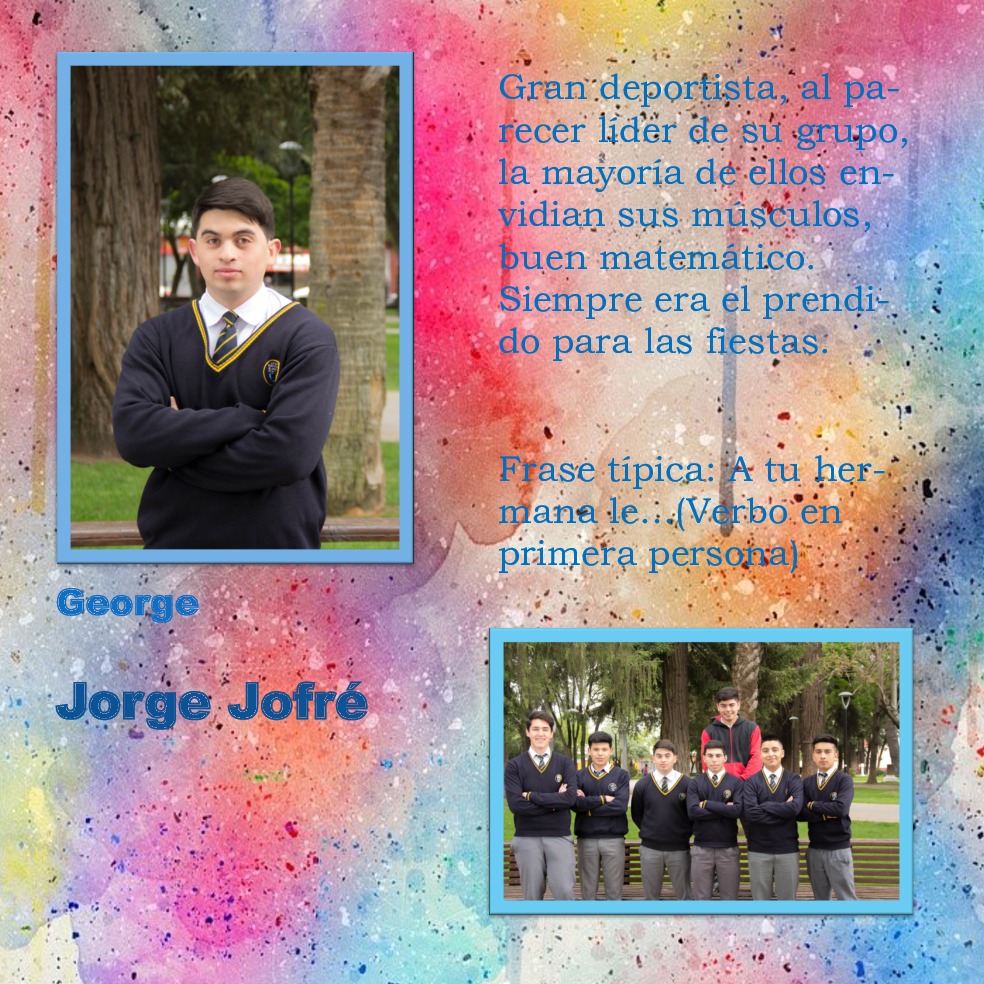 Gran deportista, al pa-
recer líder de su grupo,
la mayoría de ellos en-
vidian sus músculos,
buen matemático.
Siempre era el prendi-
do para las fiestas.
Frase típica: A tu her-
mana le...(Verbo en
primera persona)
George
Jorge Jofré